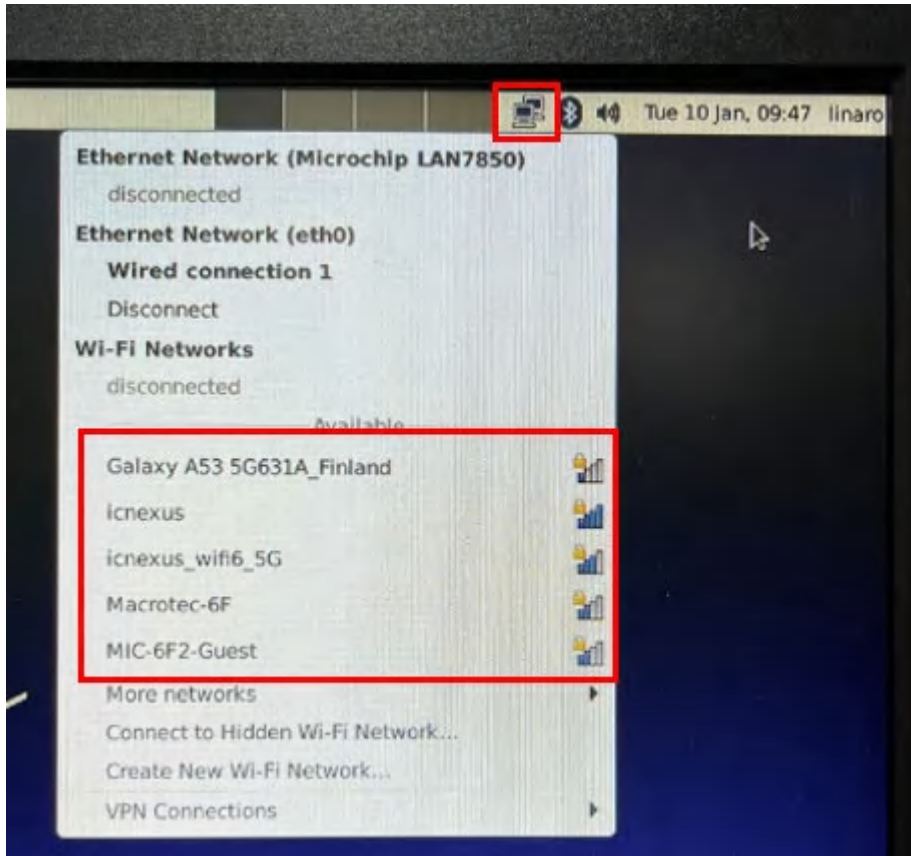 Tue 10 Jan, 09:47 linaro
Ethernet Network (Microchip LAN7850)
disconnected
Ethernet Network (eth0)
Wired connection 1
Disconnect
Wi-Fi Networks
disconnected
Available
Galaxy A53 5G631A_Finland
icnexus
icnexus_wifi6_5G
Macrotec-6F
MIC-6F2-Guest
More networks
Connect to Hidden Wi-Fi Network...
Create New Wi-Fi Network...
VPN Connections